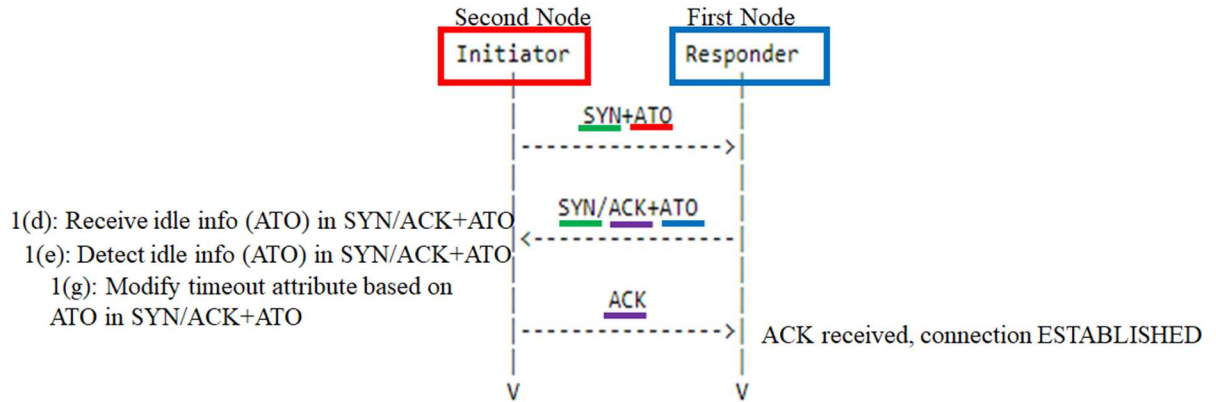 Second Node First Node
Initiator Responder
SYN+ATO
---------------->
1(d): Receive idle info (ATO) in SYN/ACK+ATO
SYN/ACK+ATO
<----------------
1(e): Detect idle info (ATO) in SYN/ACK+ATO
1(g): Modify timeout attribute based on
ATO in SYN/ACK+ATO
ACK
---------------->
ACK received, connection ESTABLISHED
V V